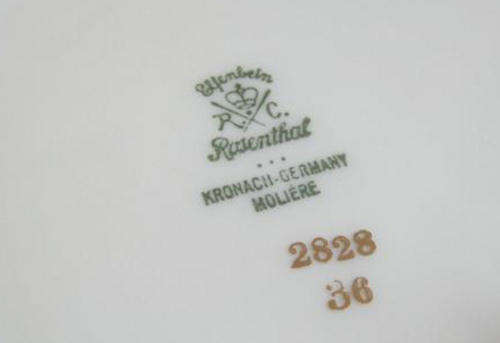 Elfenbein
R. C.
Rosenthal
KRONACH-GERMANY
MOLIÈRE
2828
36